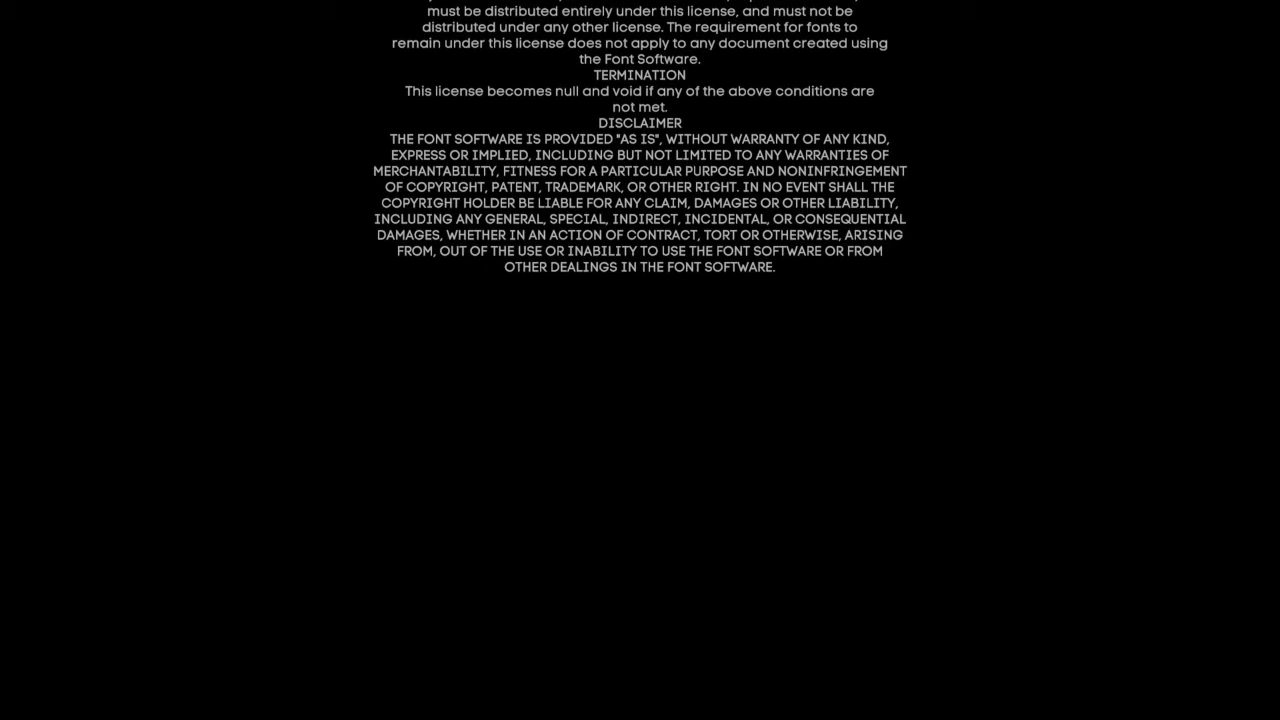 must be distributed entirely under this license, and must not be
distributed under any other license. The requirement for fonts to
remain under this license does not apply to any document created using
the Font Software.
TERMINATION
This license becomes null and void if any of the above conditions are
not met.
DISCLAIMER
THE FONT SOFTWARE IS PROVIDED "AS IS", WITHOUT WARRANTY OF ANY KIND,
EXPRESS OR IMPLIED, INCLUDING BUT NOT LIMITED TO ANY WARRANTIES OF
MERCHANTABILITY, FITNESS FOR A PARTICULAR PURPOSE AND NONINFRINGEMENT
OF COPYRIGHT, PATENT, TRADEMARK, OR OTHER RIGHT. IN NO EVENT SHALL THE
COPYRIGHT HOLDER BE LIABLE FOR ANY CLAIM, DAMAGES OR OTHER LIABILITY,
INCLUDING ANY GENERAL, SPECIAL, INDIRECT, INCIDENTAL, OR CONSEQUENTIAL
DAMAGES, WHETHER IN AN ACTION OF CONTRACT, TORT OR OTHERWISE, ARISING
FROM, OUT OF THE USE OR INABILITY TO USE THE FONT SOFTWARE OR FROM
OTHER DEALINGS IN THE FONT SOFTWARE.